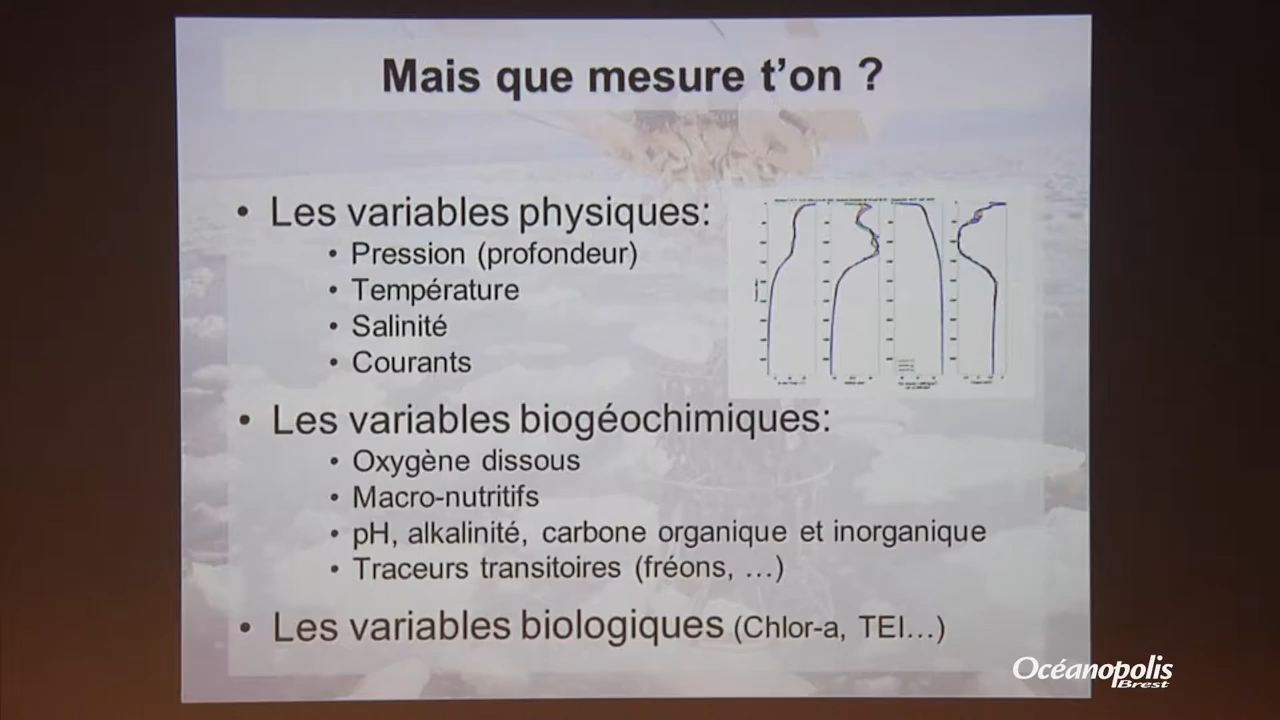 Mais que mesure t'on ?
• Les variables physiques:
• Pression (profondeur)
• Température
• Salinité
• Courants
• Les variables biogéochimiques:
• Oxygène dissous
• Macro-nutritifs
• pH, alkalinité, carbone organique et inorganique
• Traceurs transitoires (fréons, …)
• Les variables biologiques (Chlor-a, TEI…)
Océanopolis
Brest